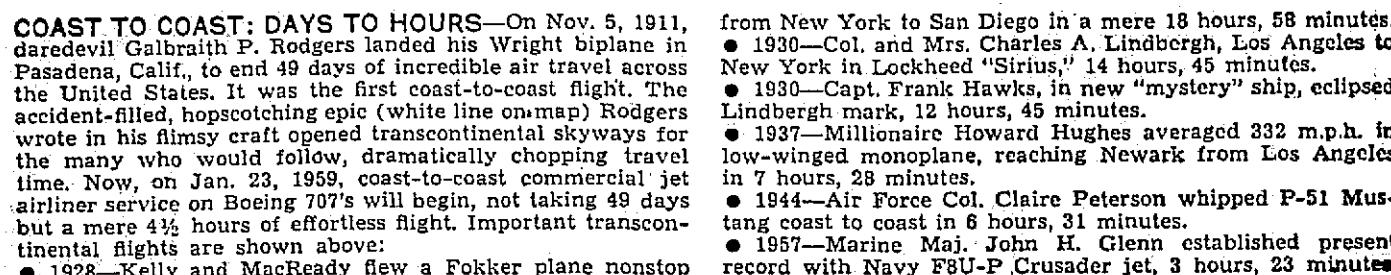 COAST TO COAST: DAYS TO HOURS—On Nov. 5, 1911,
daredevil Galbraith P. Rodgers landed his Wright biplane in
Pasadena, Calif., to end 49 days of incredible air travel across
the United States. It was the first coast-to-coast flight. The
accident-filled, hopscotching epic (white line on map) Rodgers
wrote in his flimsy craft opened transcontinental skyways for
the many who would follow, dramatically chopping travel
time. Now, on Jan. 23, 1959, coast-to-coast commercial jet
airliner service on Boeing 707's will begin, not taking 49 days
but a mere 4½ hours of effortless flight. Important transcon-
tinental flights are shown above:
● 1928—Kelly and MacReady flew a Fokker plane nonstop
from New York to San Diego in a mere 18 hours, 58 minutes.
● 1930—Col. and Mrs. Charles A. Lindbergh, Los Angeles to
New York in Lockheed "Sirius," 14 hours, 45 minutes.
● 1930—Capt. Frank Hawks, in new "mystery" ship, eclipsed
Lindbergh mark, 12 hours, 45 minutes.
● 1937—Millionaire Howard Hughes averaged 332 m.p.h. in
low-winged monoplane, reaching Newark from Los Angeles
in 7 hours, 28 minutes.
● 1944—Air Force Col. Claire Peterson whipped P-51 Mus-
tang coast to coast in 6 hours, 31 minutes.
● 1957—Marine Maj. John H. Glenn established present
record with Navy F8U-P Crusader jet, 3 hours, 23 minutes